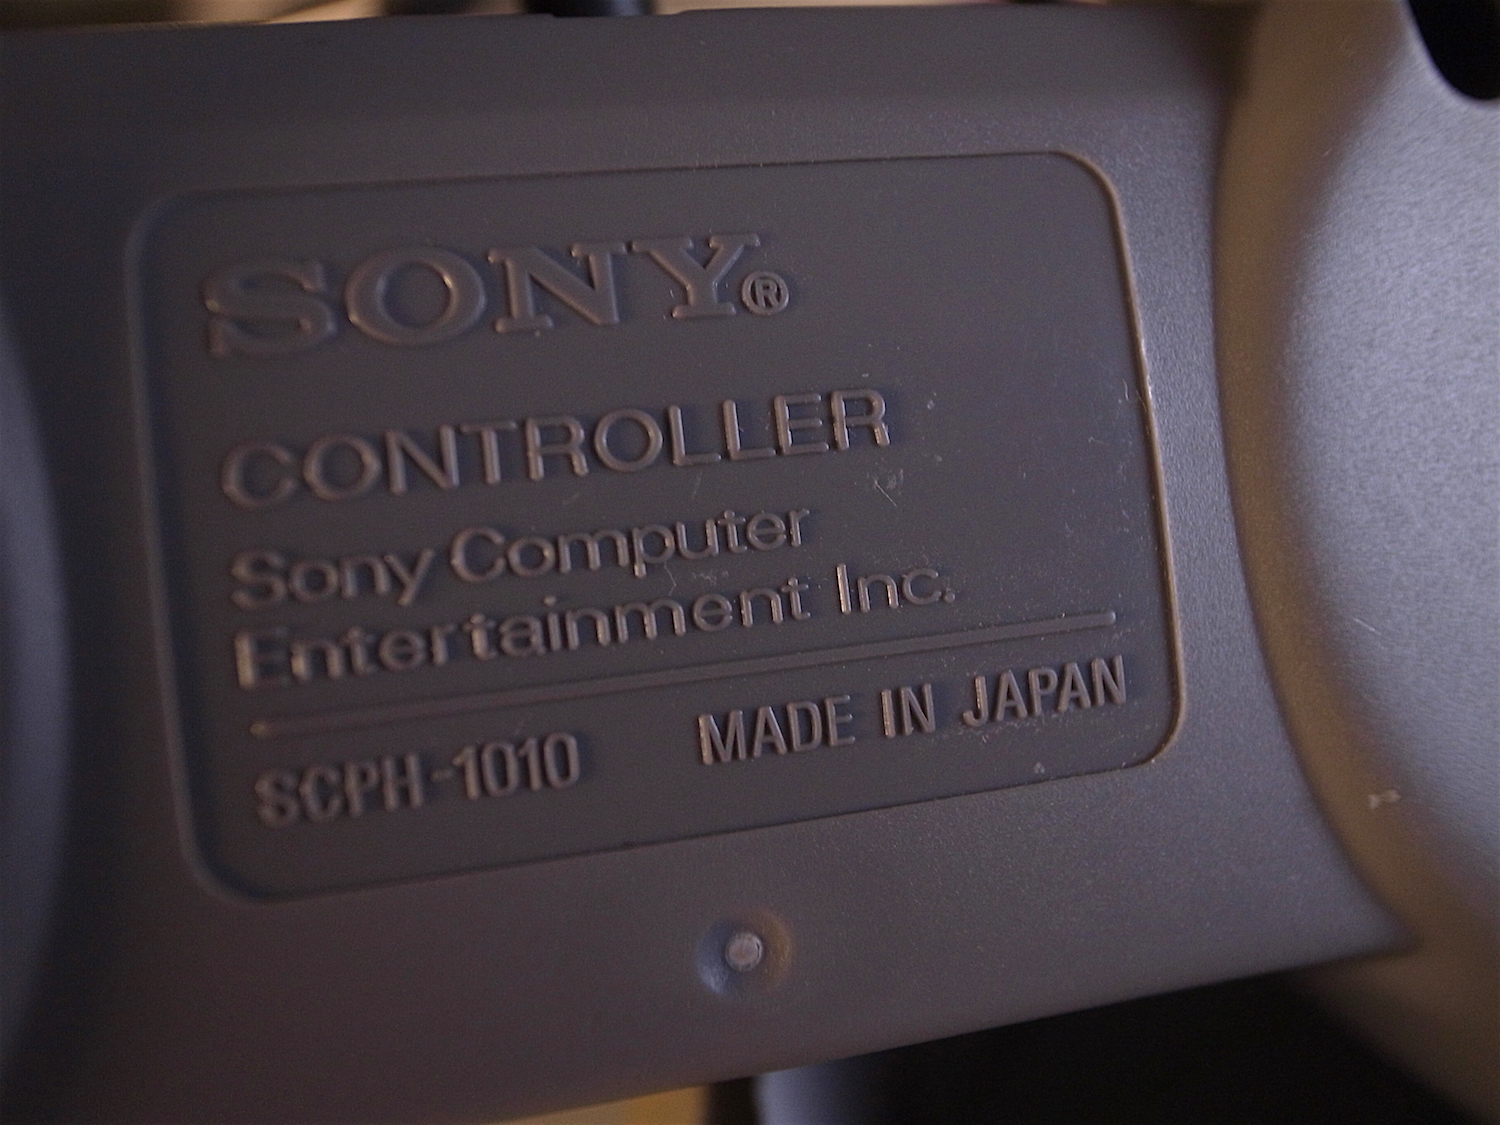 SONY®
CONTROLLER
Sony Computer
Entertainment Inc.
SCPH-1010 MADE IN JAPAN